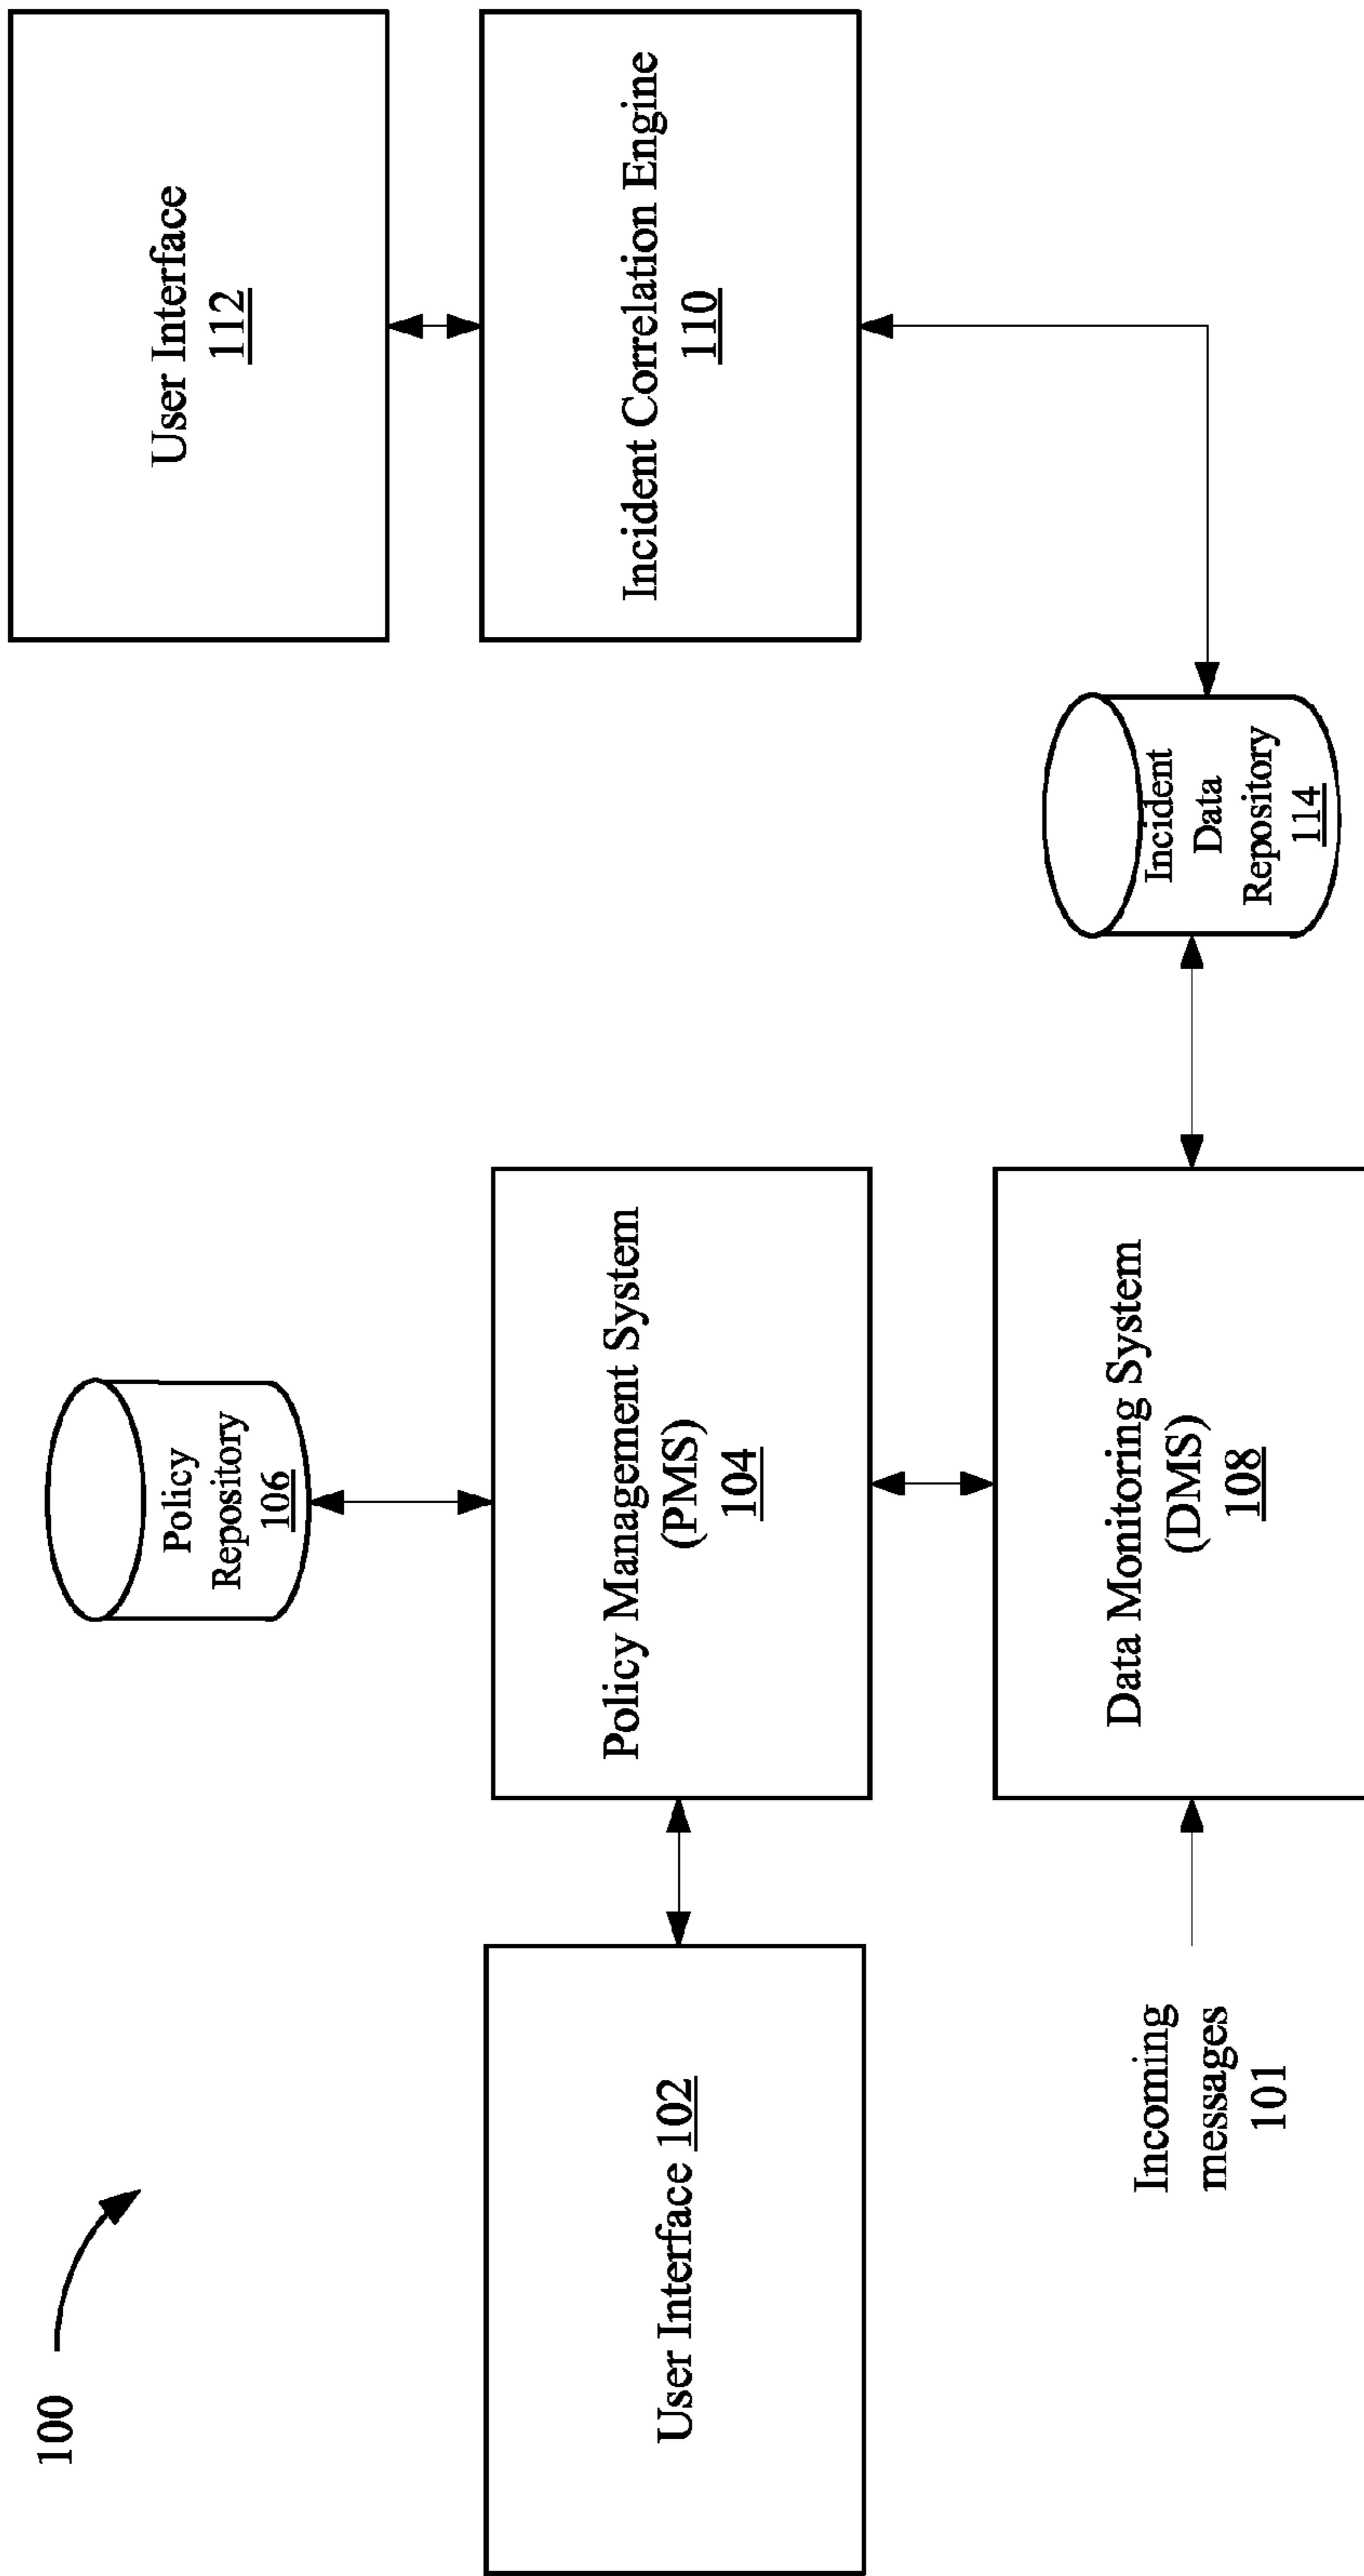 100
Policy
Repository
106
User Interface
112
User Interface 102
Policy Management System
(PMS)
104
Incident Correlation Engine
110
Incoming
messages
101
Data Monitoring System
(DMS)
108
Incident
Data
Repository
114